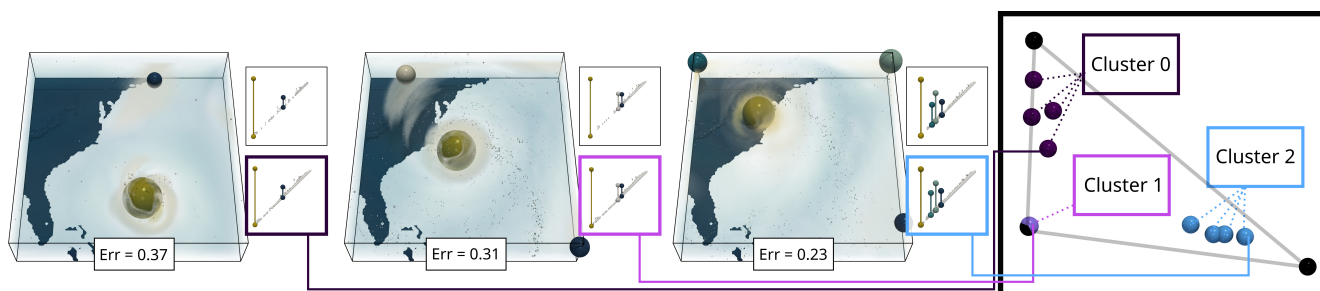 Err = 0.37
Err = 0.31
Err = 0.23
Cluster 0
Cluster 1
Cluster 2